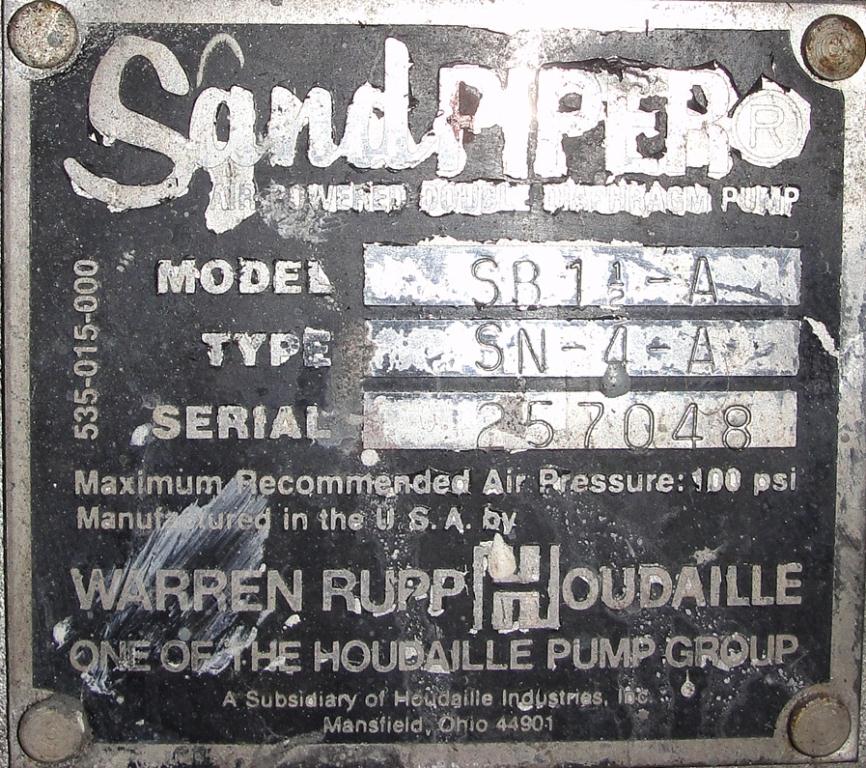 SandPIPER®
AIR POWERED DOUBLE DIAPHRAGM PUMP
MODEL SB1½-A
TYPE SN-4-A
SERIAL 257048
535-015-000
Maximum Recommended Air Pressure: 100 psi
Manufactured in the U.S.A. by
WARREN RUPP HOUDAILLE
ONE OF THE HOUDAILLE PUMP GROUP
A Subsidiary of Houdaille Industries, Inc.
Mansfield, Ohio 44901